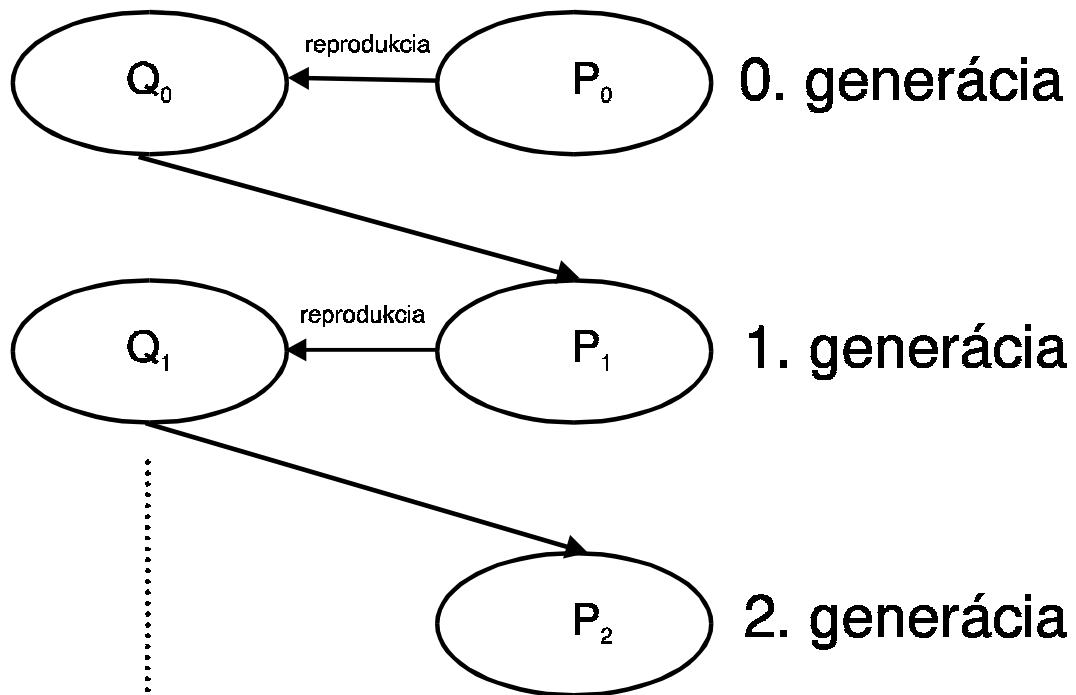 reprodukcia
Q0
P0
0. generácia
reprodukcia
Q1
P1
1. generácia
P2
2. generácia